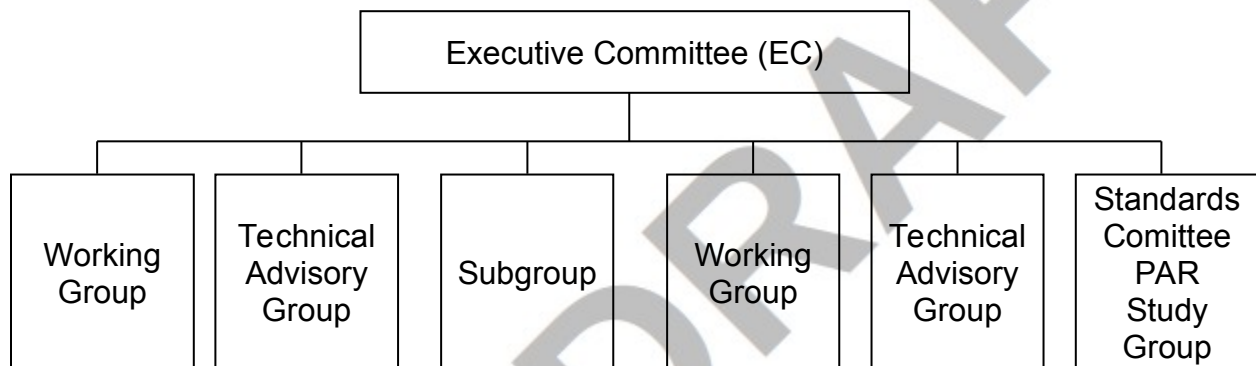 Executive Committee (EC)
Working
Group
Technical
Advisory
Group
Subgroup
Working
Group
Technical
Advisory
Group
Standards
Comittee
PAR
Study
Group
DRAF